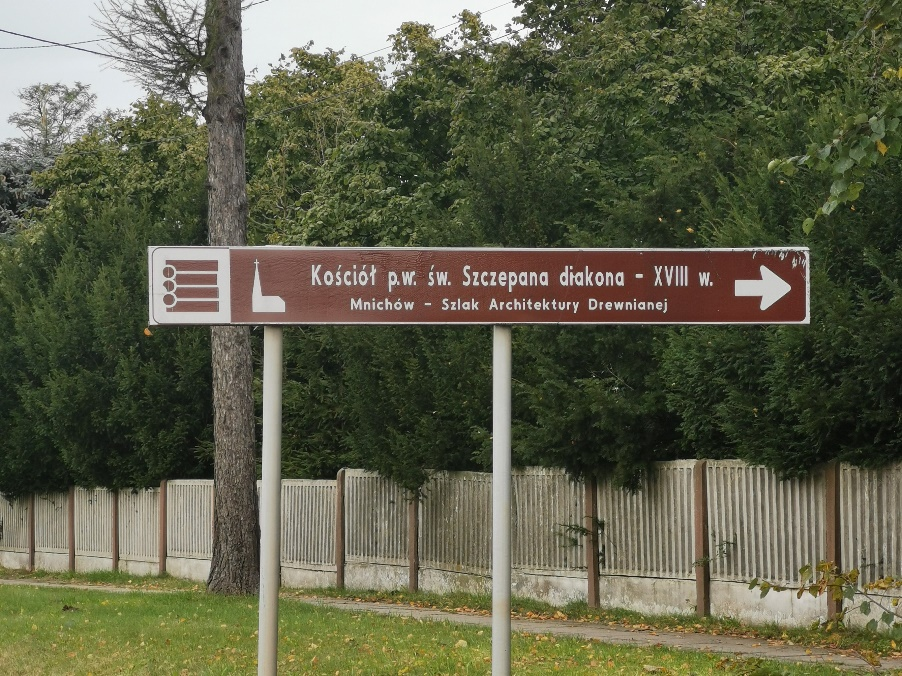 Kościół p.w. św. Szczepana diakona - XVIII w.
Mnichów - Szlak Architektury Drewnianej